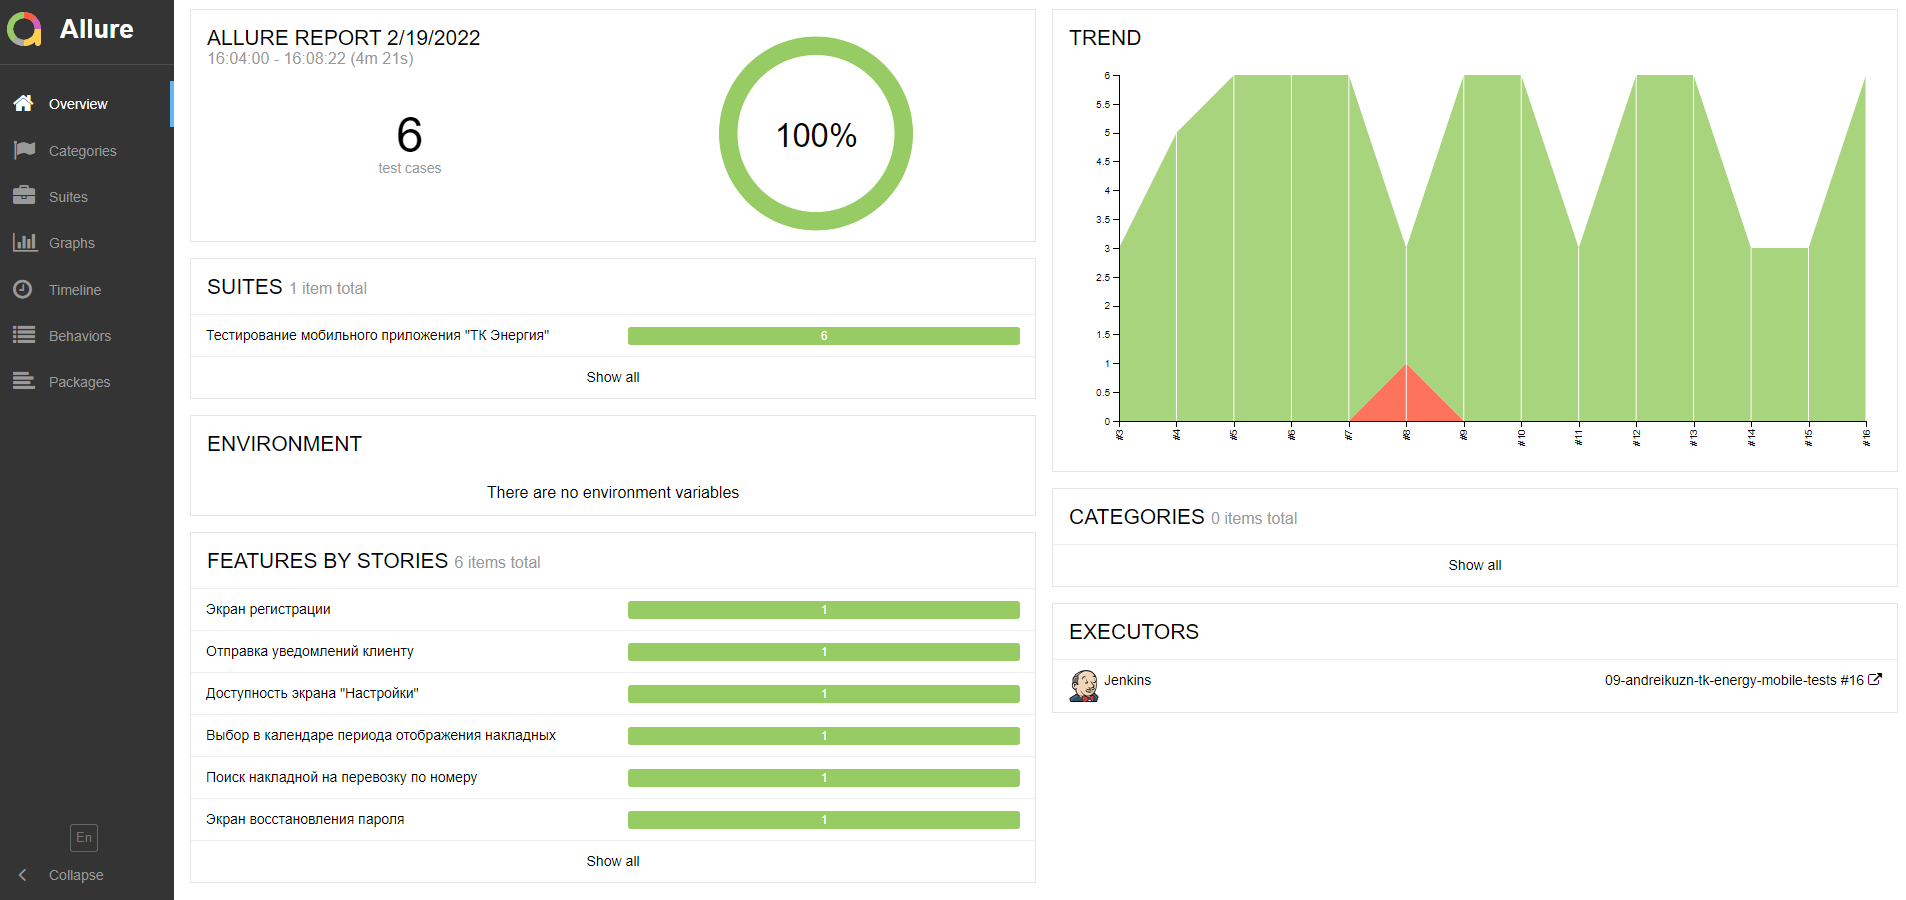 Allure
Overview
Categories
Suites
Graphs
Timeline
Behaviors
Packages
En
Collapse
ALLURE REPORT 2/19/2022
16:04:00 - 16:08:22 (4m 21s)
6
test cases
100%
SUITES 1 item total
Тестирование мобильного приложения "ТК Энергия" 6
Show all
ENVIRONMENT
There are no environment variables
FEATURES BY STORIES 6 items total
Экран регистрации 1
Отправка уведомлений клиенту 1
Доступность экрана "Настройки" 1
Выбор в календаре периода отображения накладных 1
Поиск накладной на перевозку по номеру 1
Экран восстановления пароля 1
Show all
TREND
6
5.5
5
4.5
4
3.5
3
2.5
2
1.5
1
0.5
0
#3 #4 #5 #6 #7 #8 #9 #10 #11 #12 #13 #14 #15 #16
CATEGORIES 0 items total
Show all
EXECUTORS
Jenkins 09-andreikuzn-tk-energy-mobile-tests #16